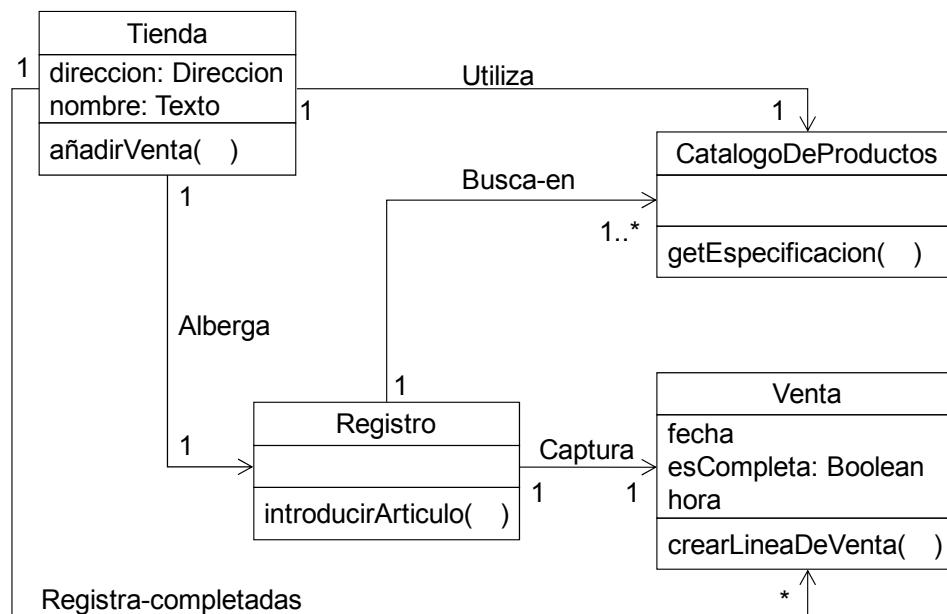 Tienda
1
direccion: Direccion
nombre: Texto
añadirVenta(   )
1
Utiliza
1
CatalogoDeProductos
getEspecificacion(   )
1
Busca-en
1..*
Alberga
1
1
Registro
introducirArticulo(   )
Captura
1
1
Venta
fecha
esCompleta: Boolean
hora
crearLineaDeVenta(   )
Registra-completadas
*